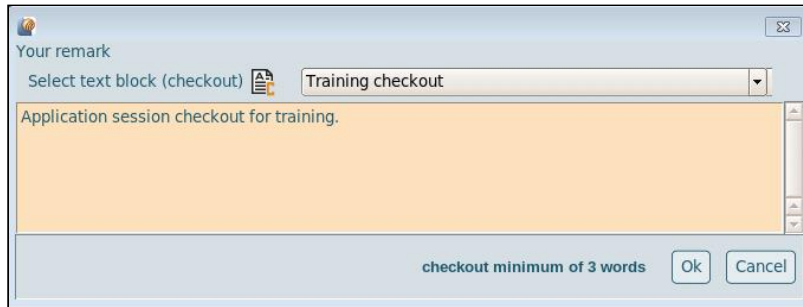 Your remark
Select text block (checkout) Training checkout
Application session checkout for training.
checkout minimum of 3 words Ok Cancel